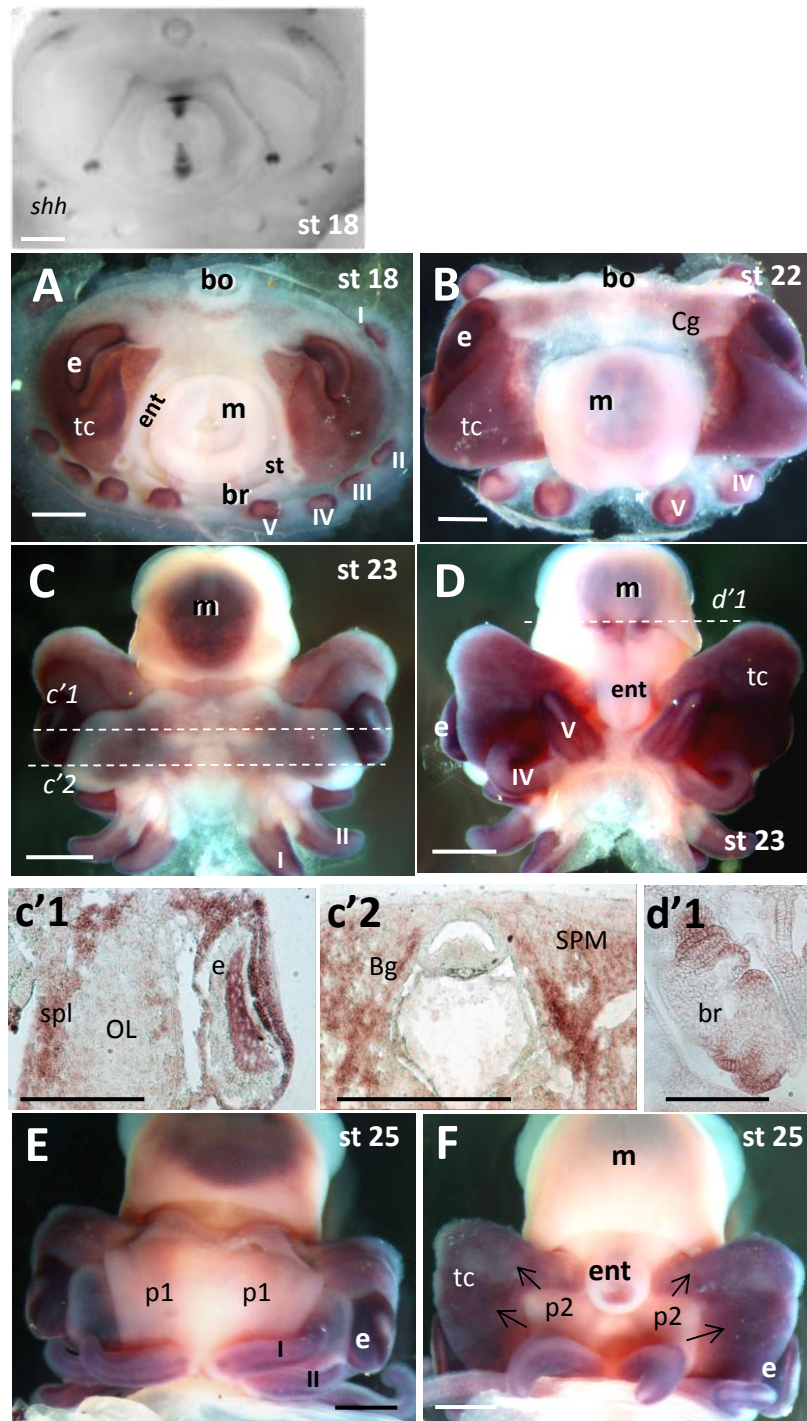 shh
st 18
A
bo
st 18
I
e
ent
m
tc
st
II
III
br
IV
V
B
bo
st 22
Cg
e
m
tc
IV
V
C
st 23
m
c'1
c'2
II
I
D
m
d'1
ent
tc
e
V
IV
st 23
c'1
e
spl
OL
c'2
Bg
SPM
d'1
br
E
st 25
p1 p1
I
e
II
F
st 25
m
tc
ent
p2 p2
e